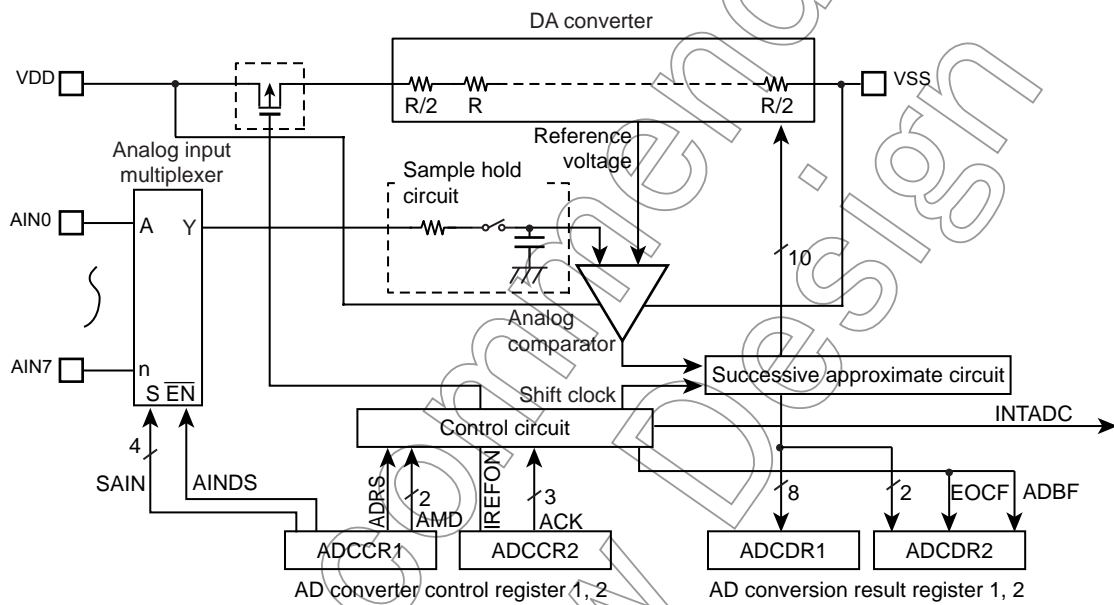 DA converter
VDD
R/2
R
R/2
VSS
Analog input
multiplexer
Reference
voltage
Sample hold
circuit
AIN0
A
Y
10
Analog
comparator
AIN7
n
S EN
Successive approximate circuit
Shift clock
INTADC
Control circuit
4
SAIN
AINDS
ADRS
2
AMD
IREFON
3
ACK
8
2
EOCF
ADBF
ADCCR1
ADCCR2
ADCDR1
ADCDR2
AD converter control register 1, 2
AD conversion result register 1, 2
Design